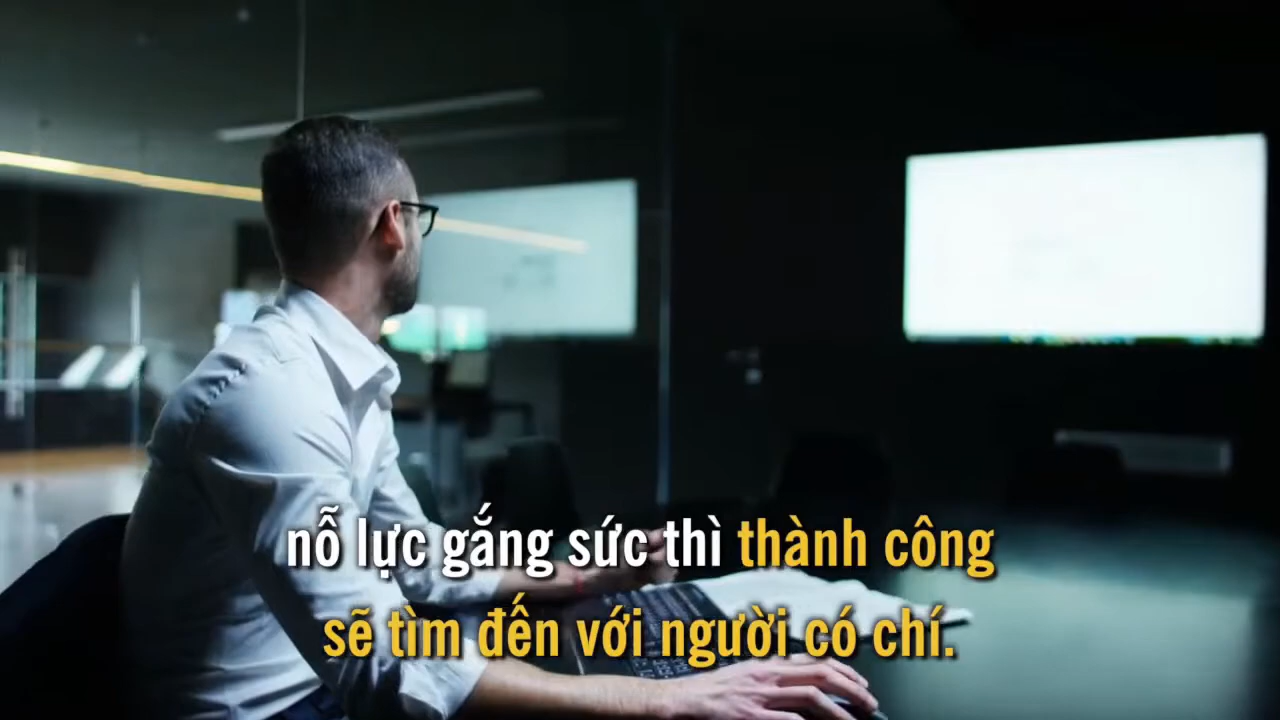 nỗ lực gắng sức thì thành công
sẽ tìm đến với người có chí.